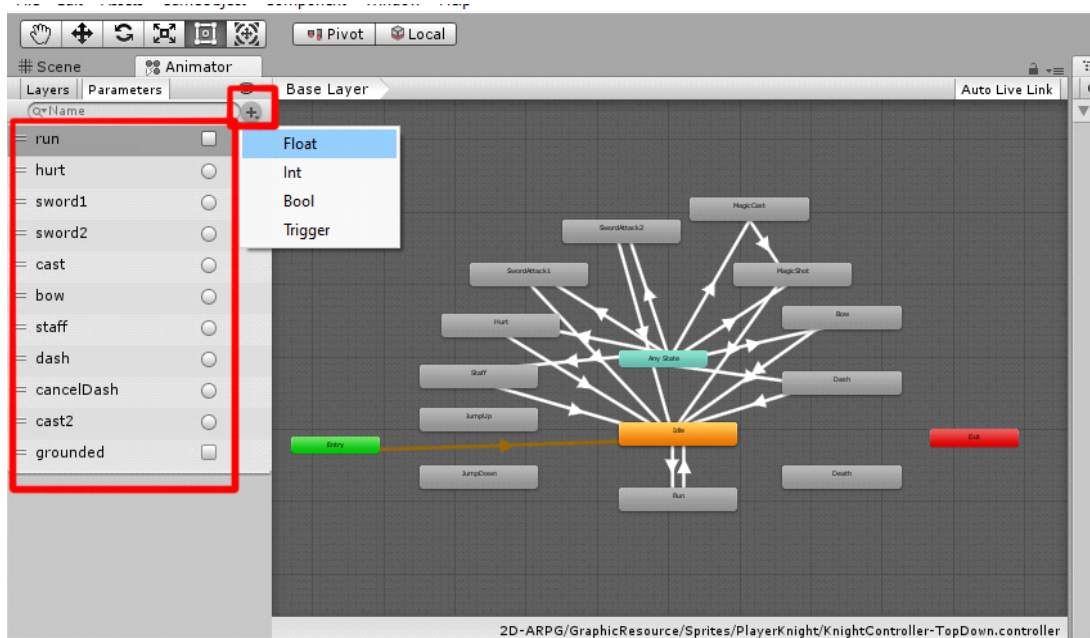 Pivot Local
# Scene Animator
Layers Parameters Base Layer Auto Live Link
Name
run
hurt
sword1
sword2
cast
bow
staff
dash
cancelDash
cast2
grounded
Float
Int
Bool
Trigger
MagicCast
SwordAttack2
SwordAttack1
MagicShot
Hurt
Bow
Any State
Staff
Dash
JumpUp
Idle
Entry
Exit
JumpDown
Death
Run
2D-ARPG/GraphicResource/Sprites/PlayerKnight/KnightController-TopDown.controller